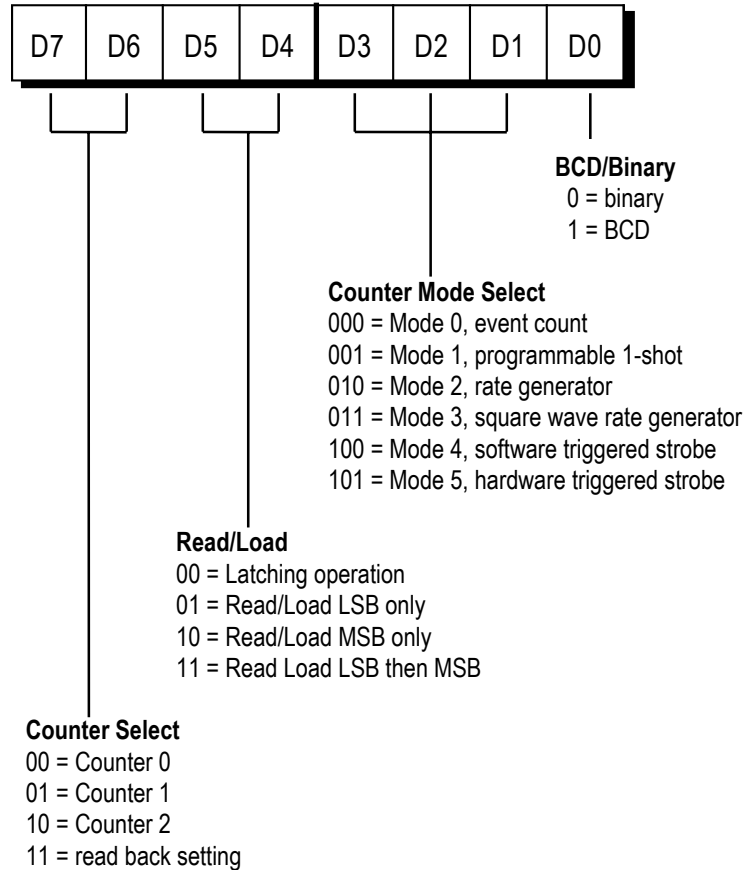 D7 D6 D5 D4 D3 D2 D1 D0
BCD/Binary
0 = binary
1 = BCD
Counter Mode Select
000 = Mode 0, event count
001 = Mode 1, programmable 1-shot
010 = Mode 2, rate generator
011 = Mode 3, square wave rate generator
100 = Mode 4, software triggered strobe
101 = Mode 5, hardware triggered strobe
Read/Load
00 = Latching operation
01 = Read/Load LSB only
10 = Read/Load MSB only
11 = Read Load LSB then MSB
Counter Select
00 = Counter 0
01 = Counter 1
10 = Counter 2
11 = read back setting